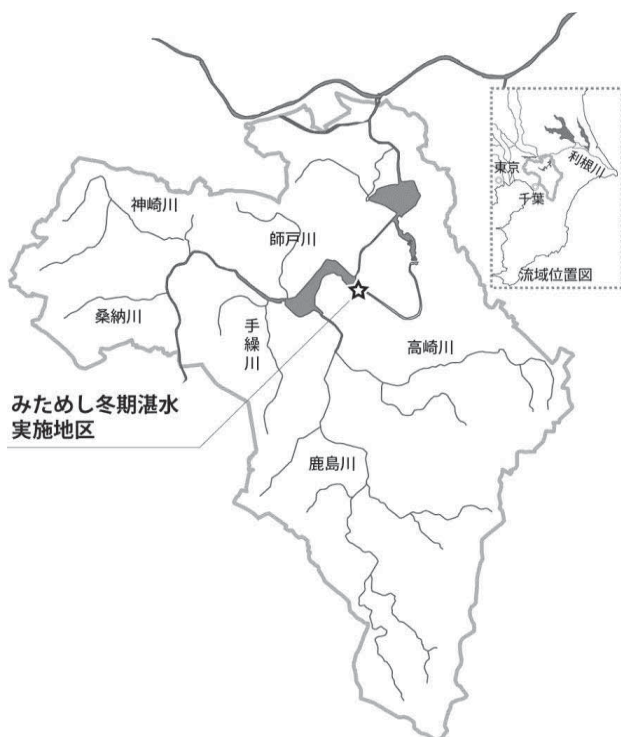 神崎川
師戸川
桑納川
手繰川
高崎川
みためし冬期湛水
実施地区
鹿島川
利根川
東京
千葉
流域位置図